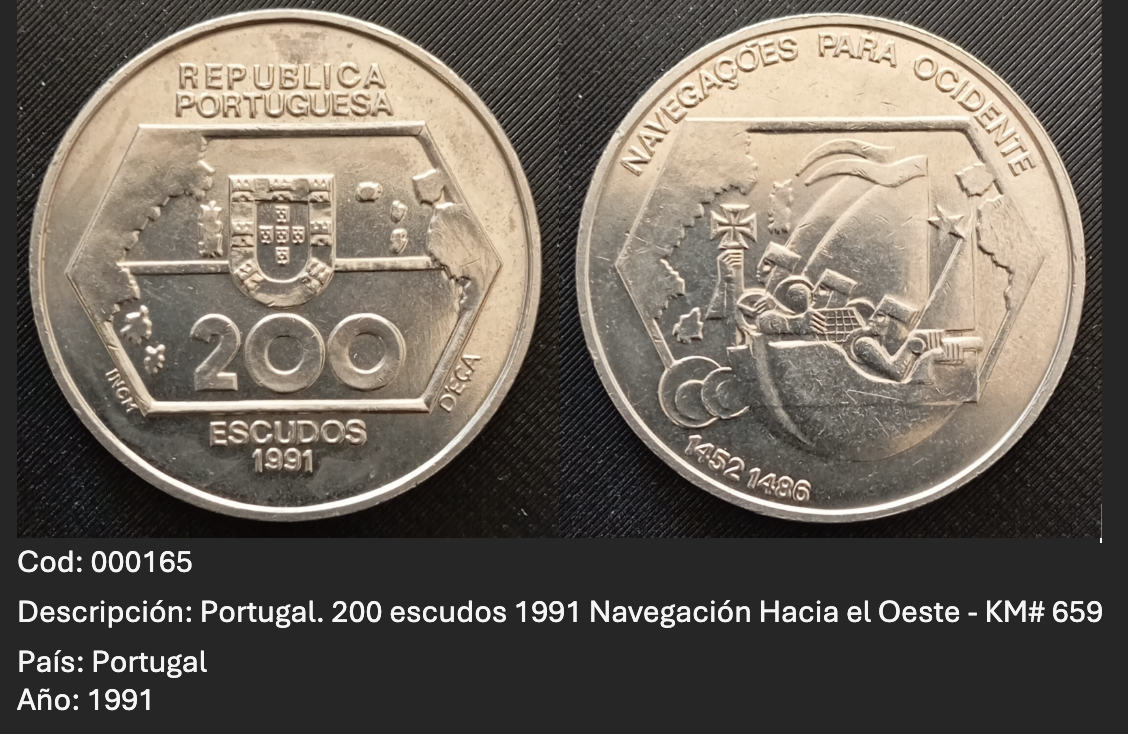 REPUBLICA
PORTUGUESA
200
INCM
DECA
ESCUDOS
1991
NAVEGAÇÕES PARA OCIDENTE
1452 1486
Cod: 000165
Descripción: Portugal. 200 escudos 1991 Navegación Hacia el Oeste - KM# 659
País: Portugal
Año: 1991